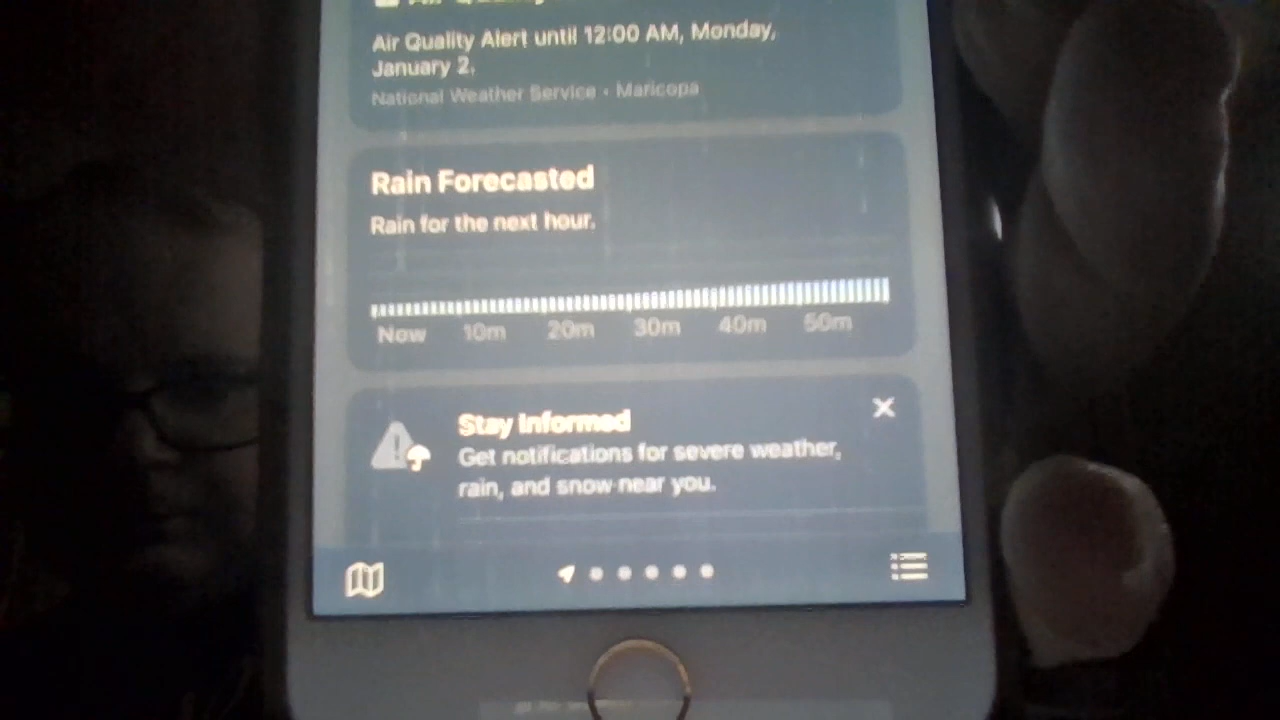 Air Quality
Air Quality Alert until 12:00 AM, Monday,
January 2.
National Weather Service • Maricopa
Rain Forecasted
Rain for the next hour.
Now 10m 20m 30m 40m 50m
Stay Informed
Get notifications for severe weather,
rain, and snow near you.